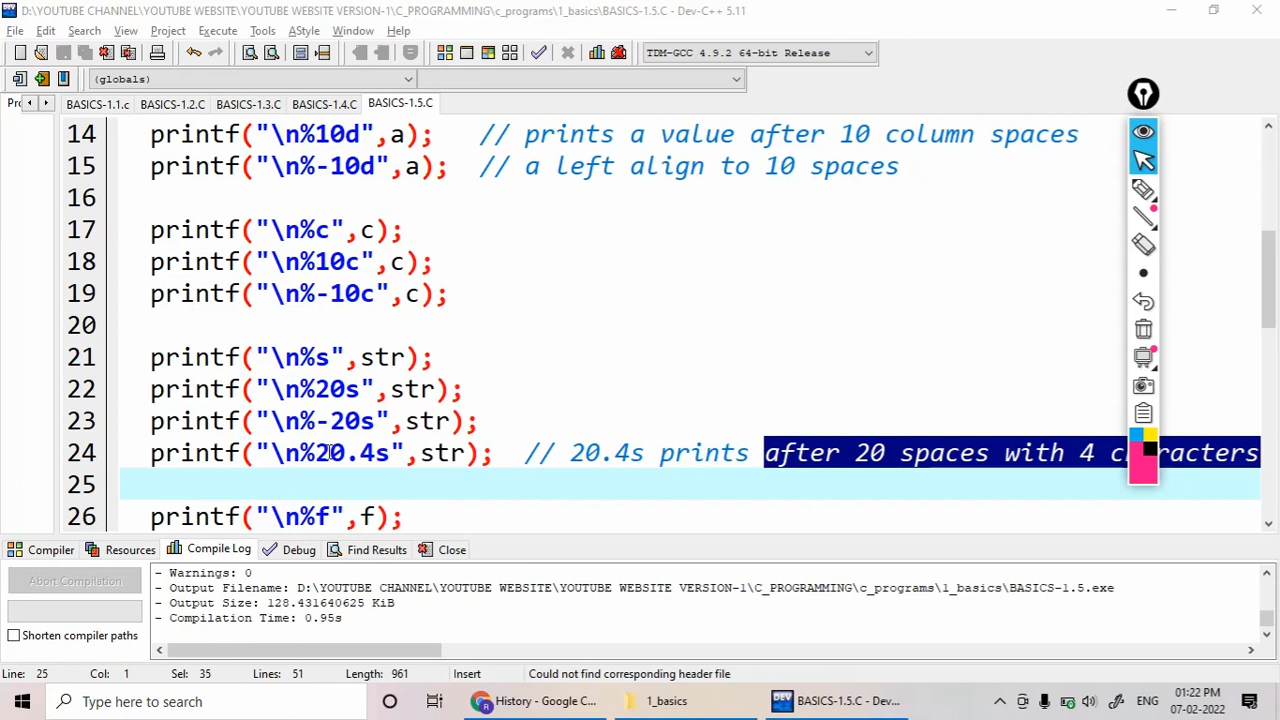 D:\YOUTUBE CHANNEL\YOUTUBE WEBSITE\YOUTUBE WEBSITE VERSION-1\C_PROGRAMMING\c_programs\1_basics\BASICS-1.5.C - Dev-C++ 5.11
File Edit Search View Project Execute Tools AStyle Window Help
TDM-GCC 4.9.2 64-bit Release
(globals)
BASICS-1.1.c BASICS-1.2.C BASICS-1.3.C BASICS-1.4.C BASICS-1.5.C
14 printf("\n%10d",a); // prints a value after 10 column spaces
15 printf("\n%-10d",a); // a left align to 10 spaces
16
17 printf("\n%c",c);
18 printf("\n%10c",c);
19 printf("\n%-10c",c);
20
21 printf("\n%s",str);
22 printf("\n%20s",str);
23 printf("\n%-20s",str);
24 printf("\n%20.4s",str); // 20.4s prints after 20 spaces with 4 characters
25
26 printf("\n%f",f);
Compiler Resources Compile Log Debug Find Results Close
Abort Compilation
Shorten compiler paths
- Warnings: 0
- Output Filename: D:\YOUTUBE CHANNEL\YOUTUBE WEBSITE\YOUTUBE WEBSITE VERSION-1\C_PROGRAMMING\c_programs\1_basics\BASICS-1.5.exe
- Output Size: 128.431640625 KiB
- Compilation Time: 0.95s
Line: 25 Col: 1 Sel: 35 Lines: 51 Length: 961 Insert Could not find corresponding header file
Type here to search
History - Google C...
1_basics
BASICS-1.5.C - Dev...
ENG
01:22 PM
07-02-2022